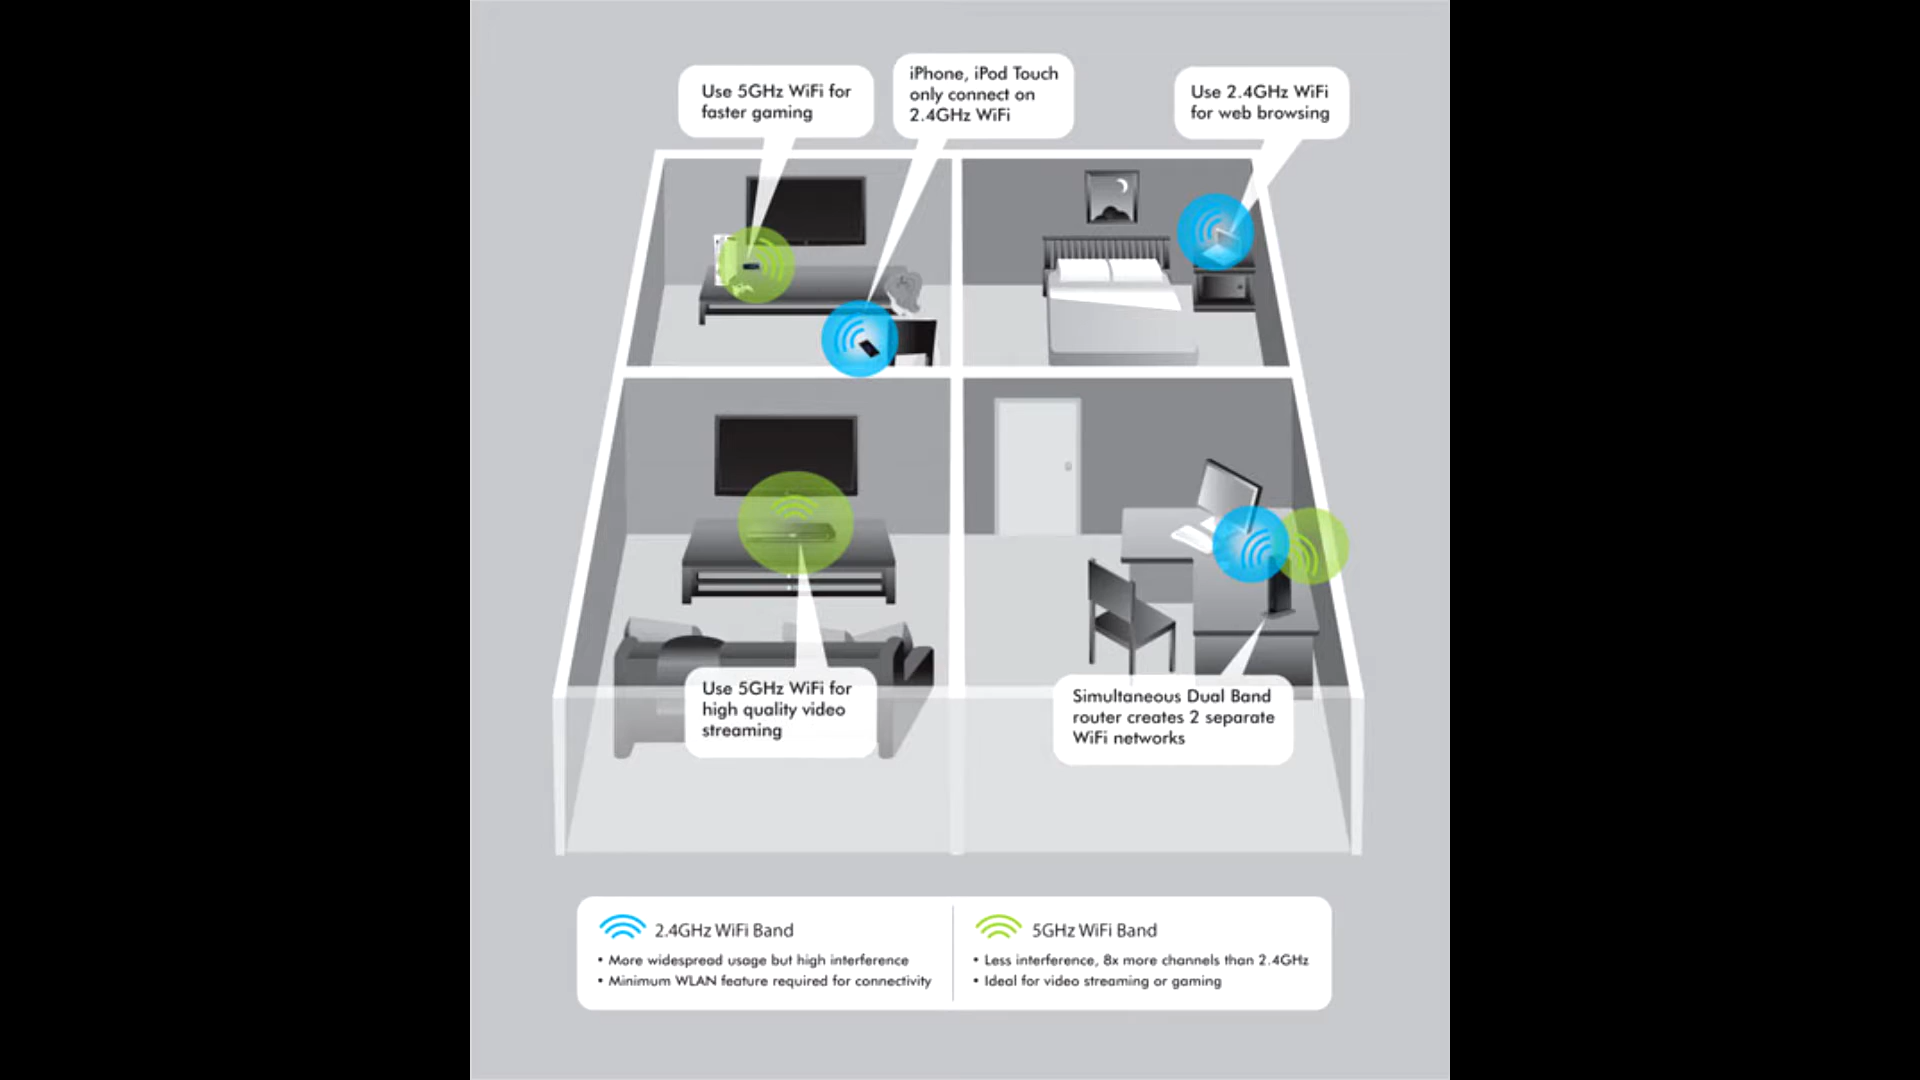 Use 5GHz WiFi for
faster gaming
iPhone, iPod Touch
only connect on
2.4GHz WiFi
Use 2.4GHz WiFi
for web browsing
Use 5GHz WiFi for
high quality video
streaming
Simultaneous Dual Band
router creates 2 separate
WiFi networks
2.4GHz WiFi Band
• More widespread usage but high interference
• Minimum WLAN feature required for connectivity
5GHz WiFi Band
• Less interference, 8x more channels than 2.4GHz
• Ideal for video streaming or gaming